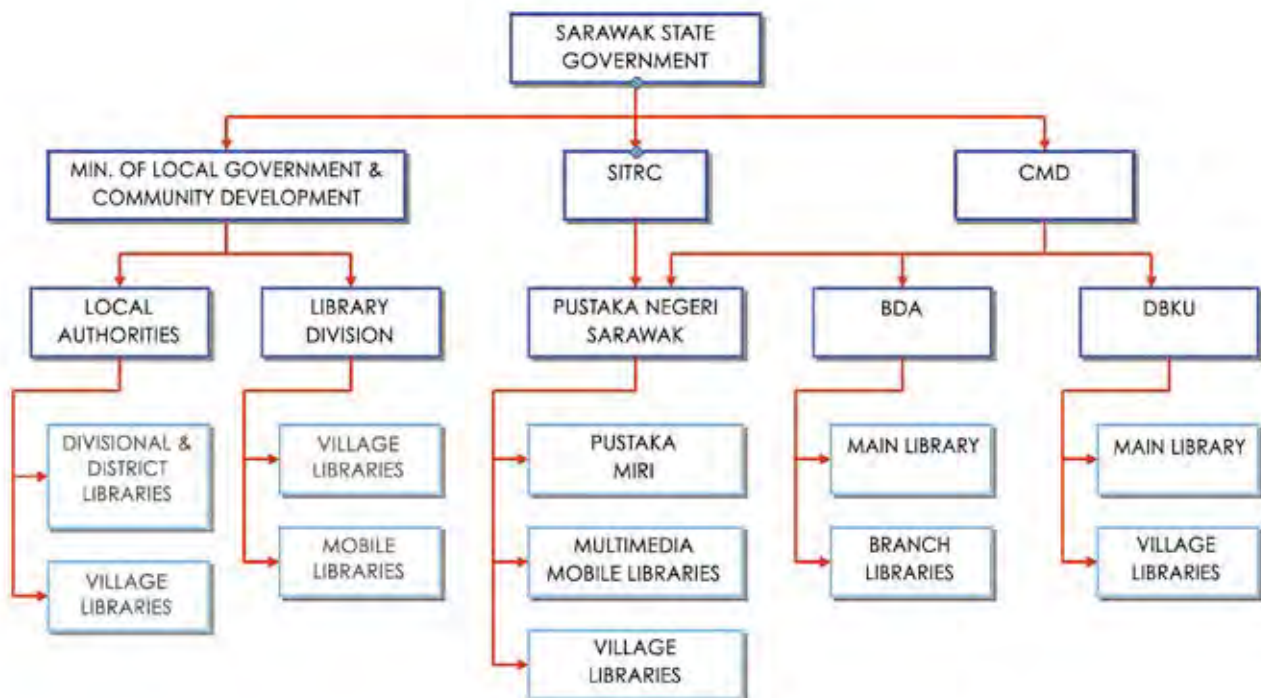 SARAWAK STATE
GOVERNMENT
MIN. OF LOCAL GOVERNMENT &
COMMUNITY DEVELOPMENT
SITRC
CMD
LOCAL
AUTHORITIES
LIBRARY
DIVISION
PUSTAKA NEGERI
SARAWAK
BDA
DBKU
DIVISIONAL &
DISTRICT
LIBRARIES
VILLAGE
LIBRARIES
VILLAGE
LIBRARIES
MOBILE
LIBRARIES
PUSTAKA
MIRI
MULTIMEDIA
MOBILE LIBRARIES
VILLAGE
LIBRARIES
MAIN LIBRARY
BRANCH
LIBRARIES
MAIN LIBRARY
VILLAGE
LIBRARIES